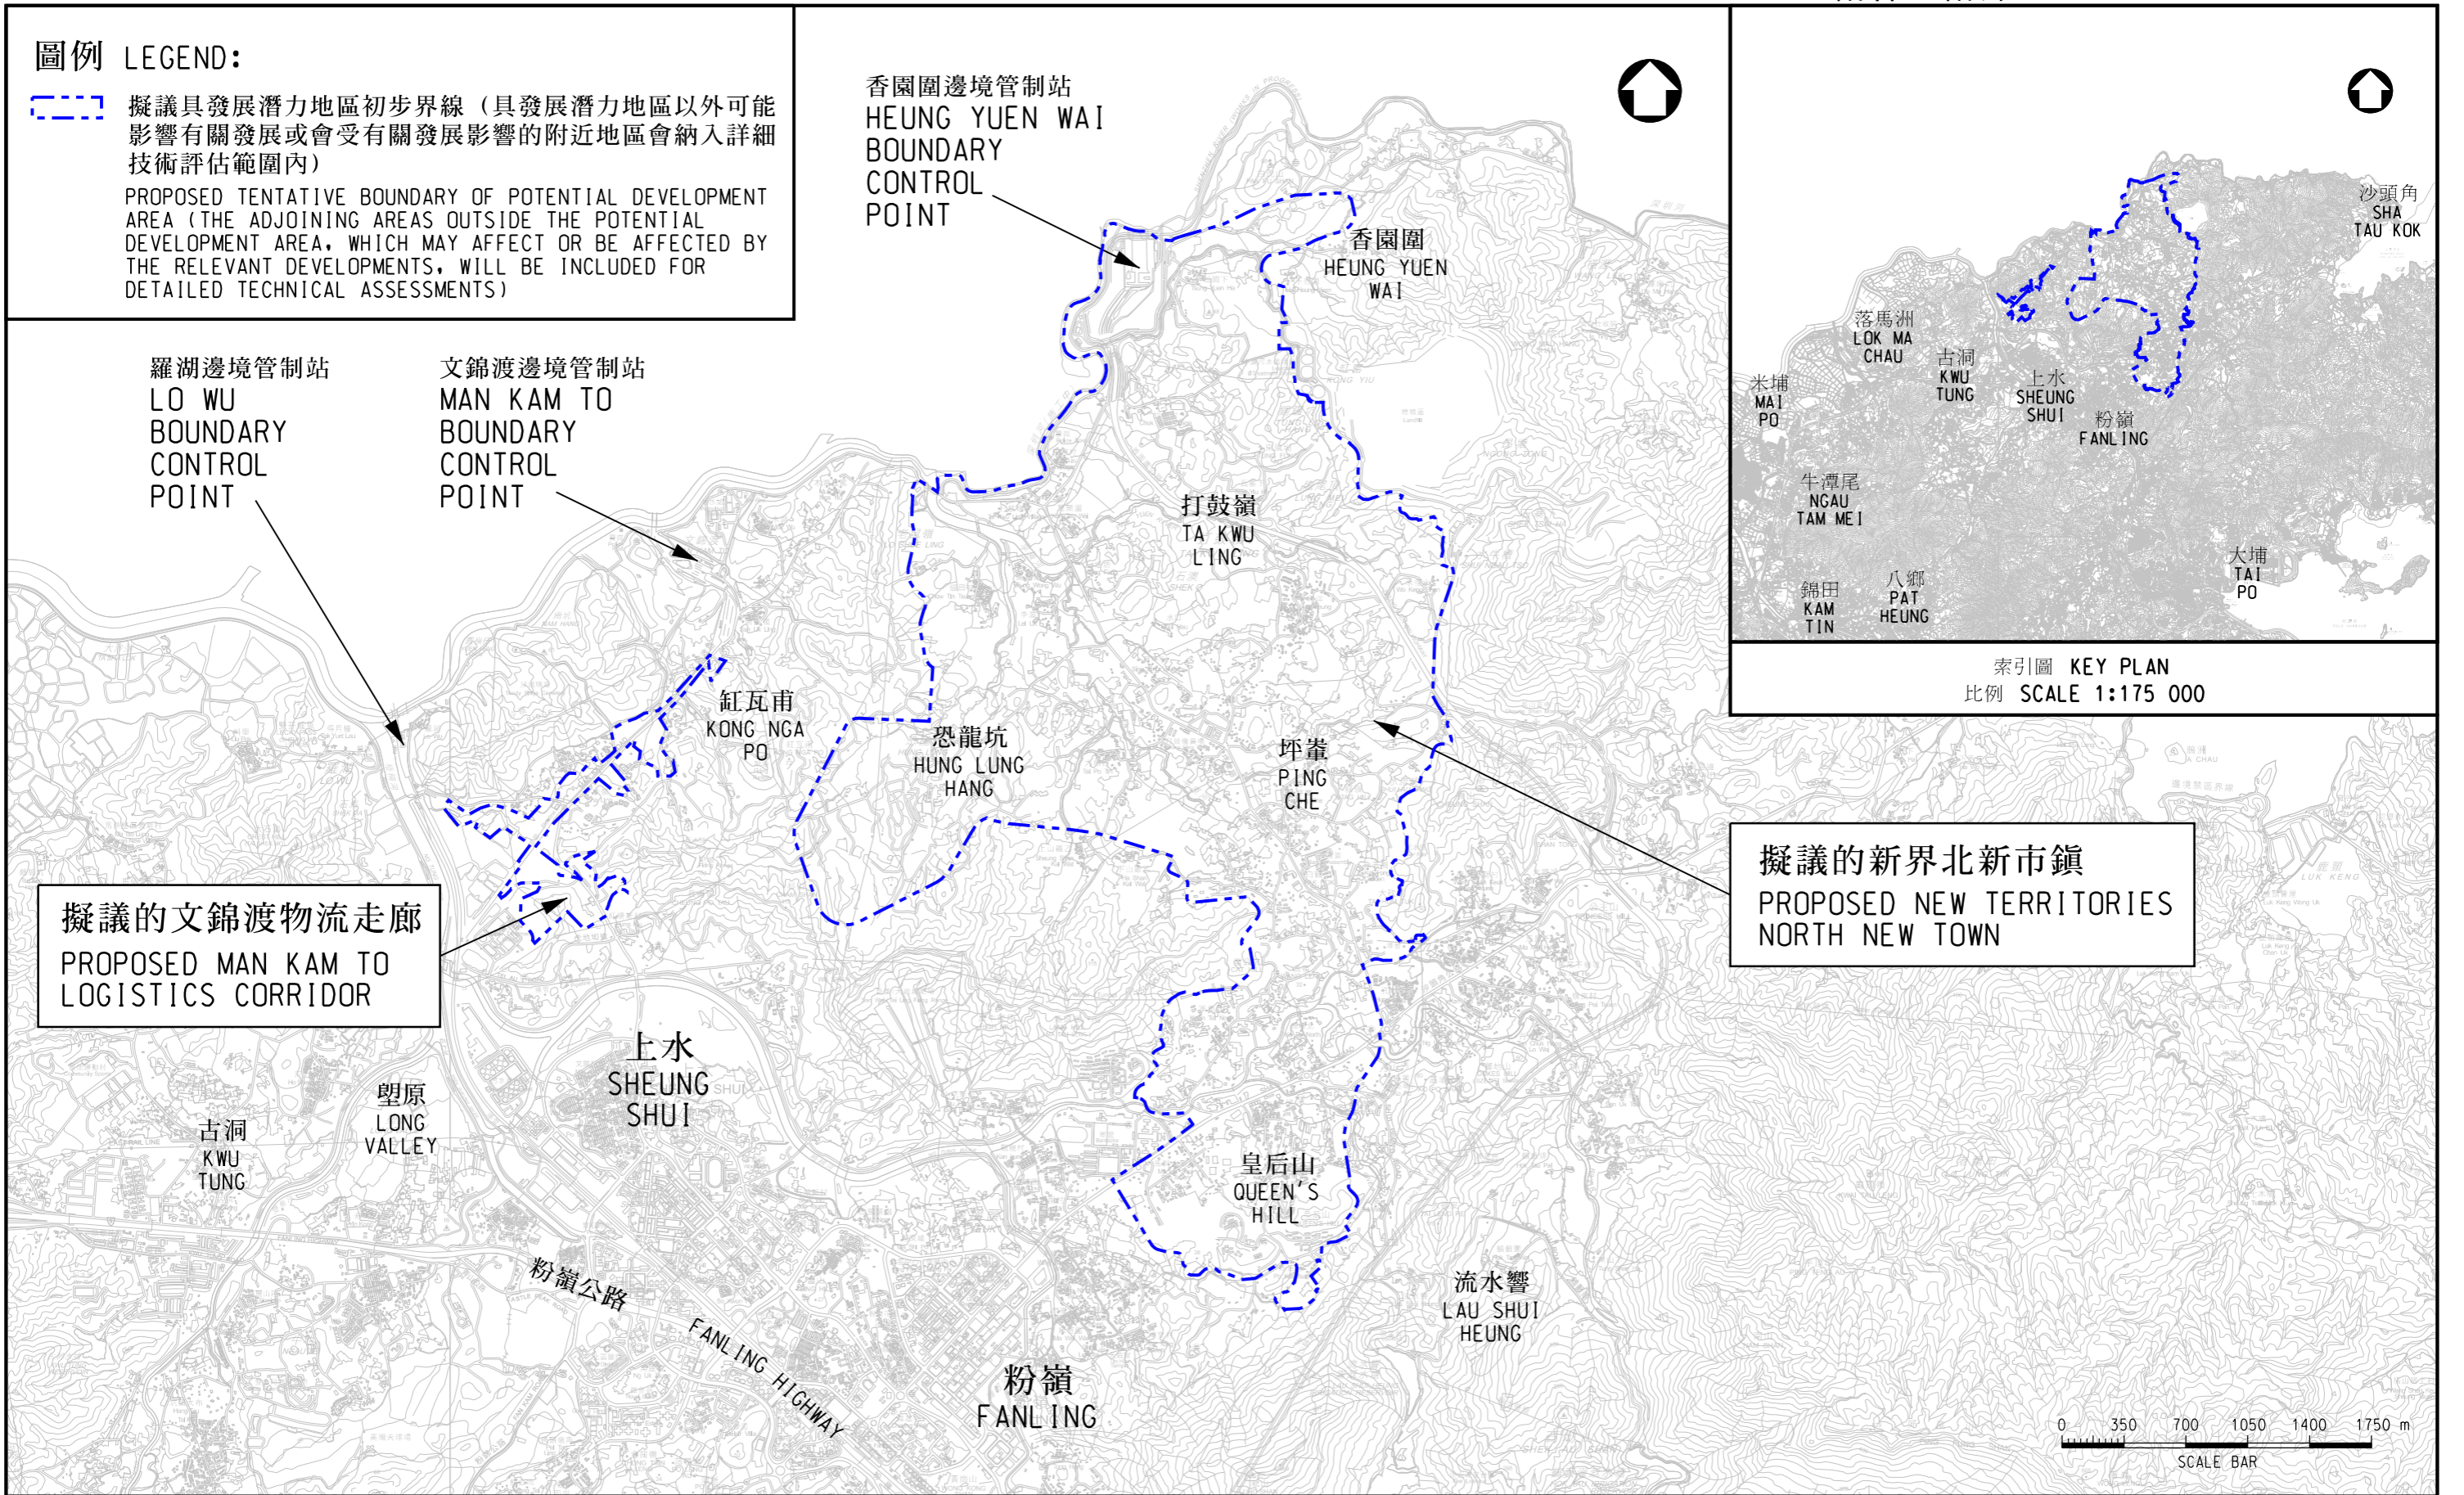 圖例 LEGEND:
擬議具發展潛力地區初步界線 (具發展潛力地區以外可能
影響有關發展或會受有關發展影響的附近地區會納入詳細
技術評估範圍內)
PROPOSED TENTATIVE BOUNDARY OF POTENTIAL DEVELOPMENT
AREA (THE ADJOINING AREAS OUTSIDE THE POTENTIAL
DEVELOPMENT AREA, WHICH MAY AFFECT OR BE AFFECTED BY
THE RELEVANT DEVELOPMENTS, WILL BE INCLUDED FOR
DETAILED TECHNICAL ASSESSMENTS)
香園圍邊境管制站
HEUNG YUEN WAI
BOUNDARY
CONTROL
POINT
羅湖邊境管制站
LO WU
BOUNDARY
CONTROL
POINT
文錦渡邊境管制站
MAN KAM TO
BOUNDARY
CONTROL
POINT
香園圍
HEUNG YUEN
WAI
打鼓嶺
TA KWU
LING
缸瓦甫
KONG NGA
PO
恐龍坑
HUNG LUNG
HANG
坪輋
PING
CHE
擬議的文錦渡物流走廊
PROPOSED MAN KAM TO
LOGISTICS CORRIDOR
擬議的新界北新市鎮
PROPOSED NEW TERRITORIES
NORTH NEW TOWN
上水
SHEUNG
SHUI
塱原
LONG
VALLEY
古洞
KWU
TUNG
皇后山
QUEEN'S
HILL
流水響
LAU SHUI
HEUNG
粉嶺公路
FANLING HIGHWAY
粉嶺
FANLING
沙頭角
SHA
TAU KOK
落馬洲
LOK MA
CHAU
古洞
KWU
TUNG
米埔
MAI
PO
上水
SHEUNG
SHUI
粉嶺
FANLING
牛潭尾
NGAU
TAM MEI
大埔
TAI
PO
錦田
KAM
TIN
八鄉
PAT
HEUNG
索引圖 KEY PLAN
比例 SCALE 1:175 000
0 350 700 1050 1400 1750 m
SCALE BAR